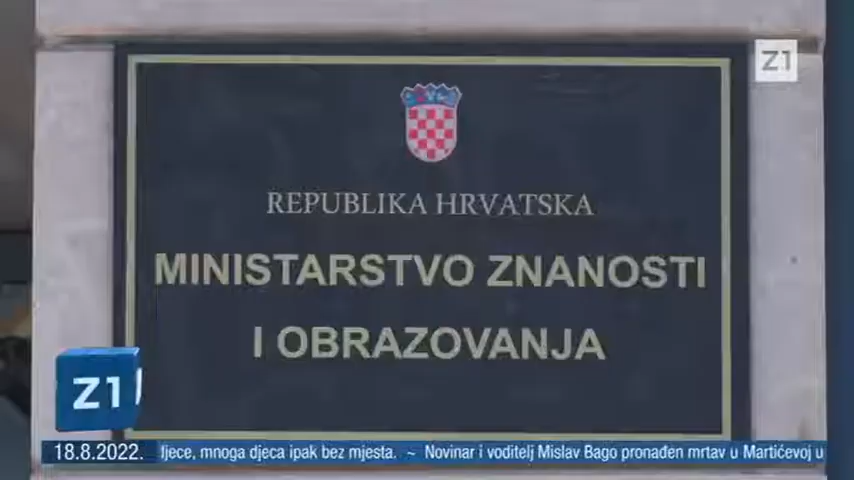 Z1
REPUBLIKA HRVATSKA
MINISTARSTVO ZNANOSTI
I OBRAZOVANJA
Z1
18.8.2022. djece, mnoga djeca ipak bez mjesta. ~ Novinar i voditelj Mislav Bago pronađen mrtav u Martićevoj u